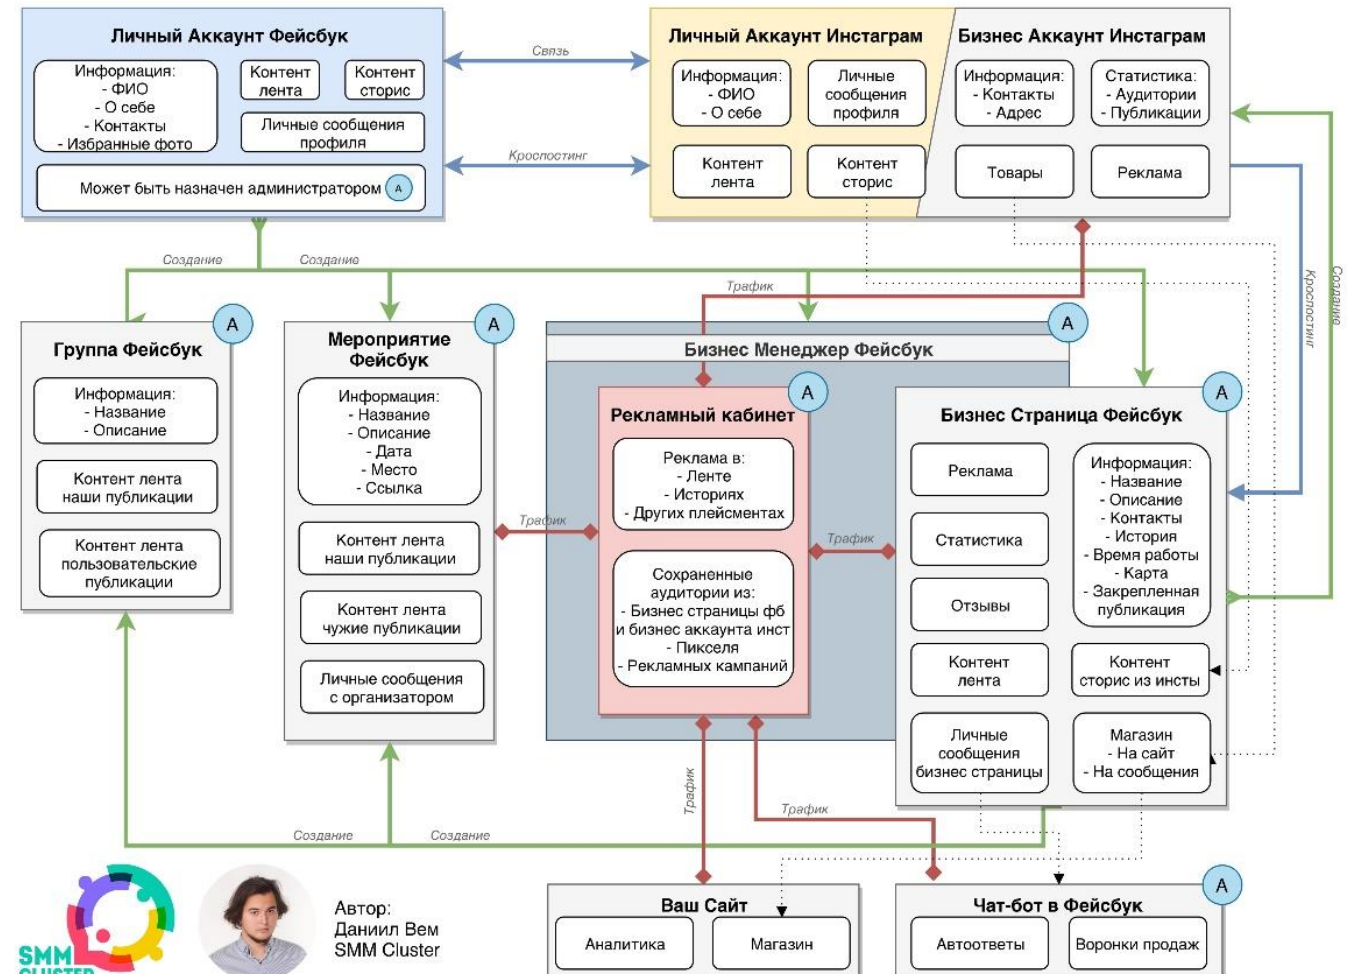 Личный Аккаунт Фейсбук
Информация:
- ФИО
- О себе
- Контакты
- Избранные фото
Контент
лента
Контент
сторис
Личные сообщения
профиля
Может быть назначен администратором
A
Связь
Кроспостинг
Личный Аккаунт Инстаграм
Информация:
- ФИО
- О себе
Личные
сообщения
профиля
Контент
лента
Контент
сторис
Бизнес Аккаунт Инстаграм
Информация:
- Контакты
- Адрес
Статистика:
- Аудитории
- Публикации
Товары
Реклама
Создание
Создание
Трафик
Кроспостинг
Создание
A
Группа Фейсбук
Информация:
- Название
- Описание
Контент лента
наши публикации
Контент лента
пользовательские
публикации
A
Мероприятие
Фейсбук
Информация:
- Название
- Описание
- Дата
- Место
- Ссылка
Контент лента
наши публикации
Контент лента
чужие публикации
Личные сообщения
с организатором
Трафик
A
Бизнес Менеджер Фейсбук
A
Рекламный кабинет
Реклама в:
- Ленте
- Историях
- Других плейсментах
Сохраненные
аудитории из:
- Бизнес страницы фб
и бизнес аккаунта инст
- Пикселя
- Рекламных кампаний
Трафик
A
Бизнес Страница Фейсбук
Реклама
Статистика
Отзывы
Контент
лента
Личные
сообщения
бизнес страницы
Информация:
- Название
- Описание
- Контакты
- История
- Время работы
- Карта
- Закрепленная
публикация
Контент
сторис из инсты
Магазин
- На сайт
- На сообщения
Трафик
Трафик
Создание
Создание
SMM
CLUSTER
Автор:
Даниил Вем
SMM Cluster
Ваш Сайт
Аналитика
Магазин
A
Чат-бот в Фейсбук
Автоответы
Воронки продаж